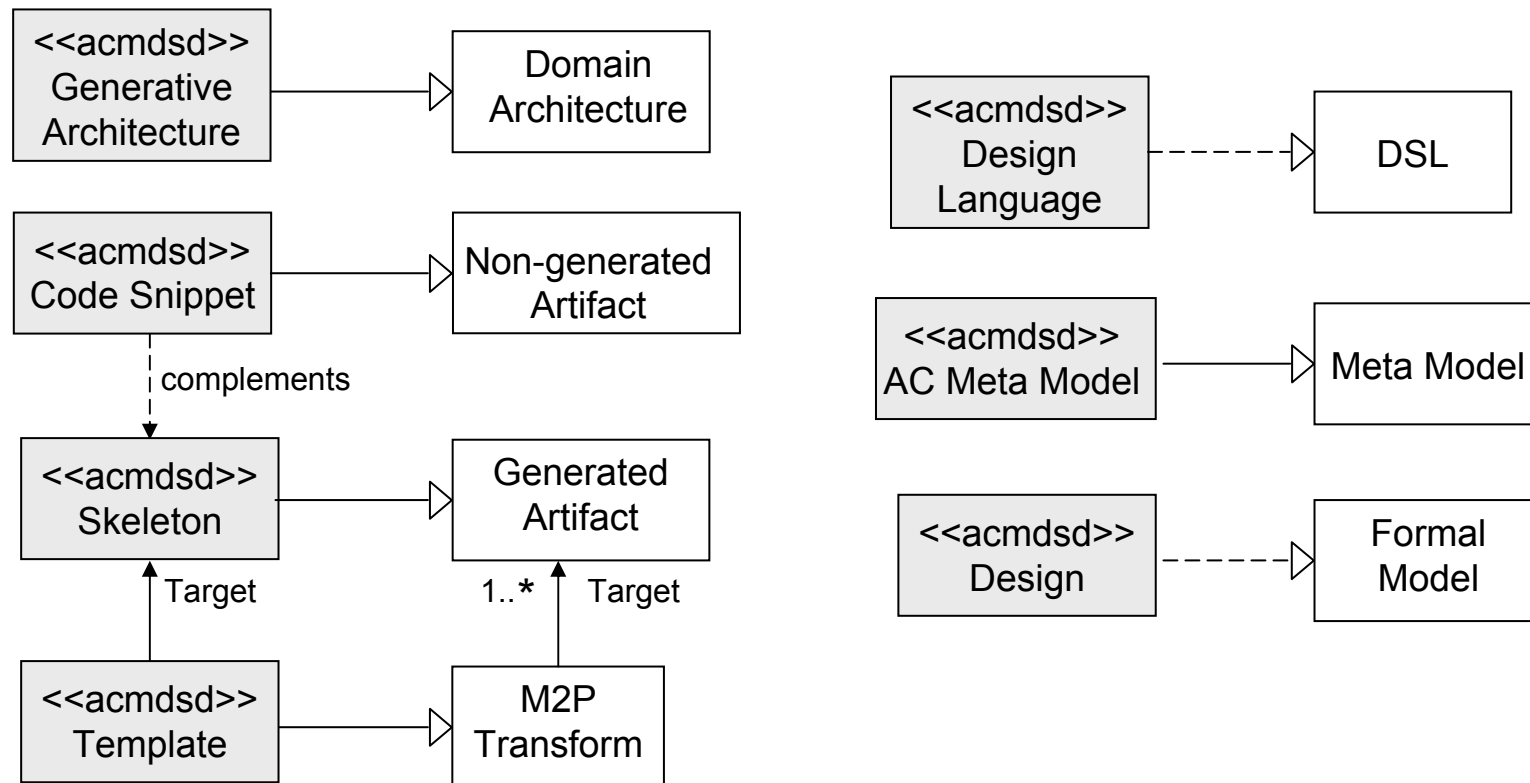 <<acmdsd>>
Generative
Architecture
Domain
Architecture
<<acmdsd>>
Code Snippet
Non-generated
Artifact
complements
<<acmdsd>>
Skeleton
Generated
Artifact
Target
1..*
Target
<<acmdsd>>
Template
M2P
Transform
<<acmdsd>>
Design
Language
DSL
<<acmdsd>>
AC Meta Model
Meta Model
<<acmdsd>>
Design
Formal
Model